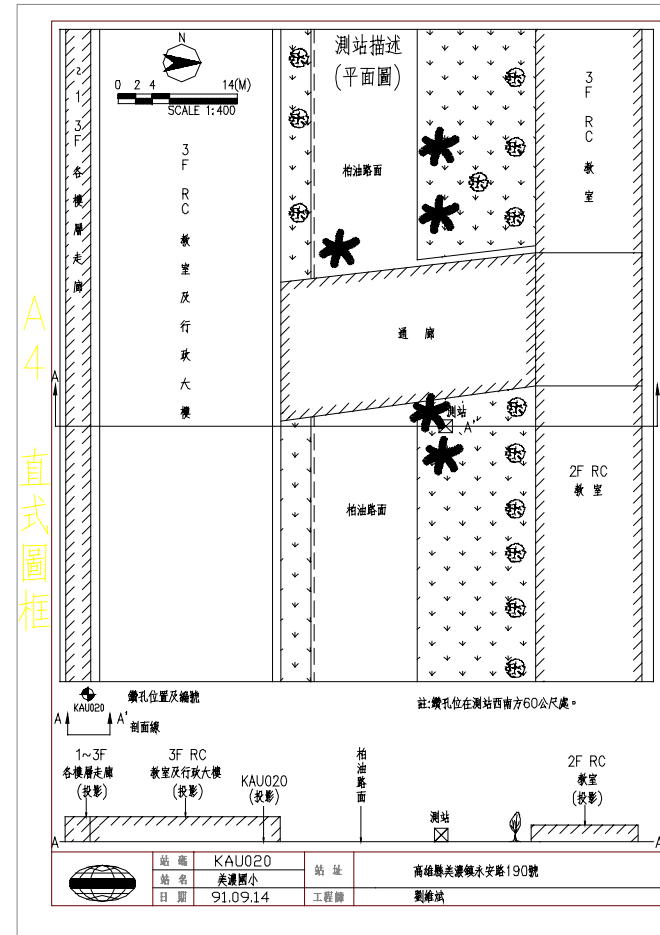 N
測站描述
(平面圖)
0 2 4 14(M)
SCALE 1:400
~
1
3F
各樓層走廊
3F RC 教室及行政大樓
柏油路面
3F RC 教室
通廊
A
A
測站
A'
柏油路面
2F RC
教室
A4 直式圖框
KAU020
鑽孔位置及編號
A A'
剖面線
註:鑽孔位在測站西南方60公尺處。
1~3F
各樓層走廊
(投影)
3F RC
教室及行政大樓
(投影)
KAU020
(投影)
柏油路面
測站
2F RC
教室
(投影)
A
A
站碼 KAU020
站名 美濃國小
日期 91.09.14
站址 高雄縣美濃鎮永安路190號
工程師 劉維斌